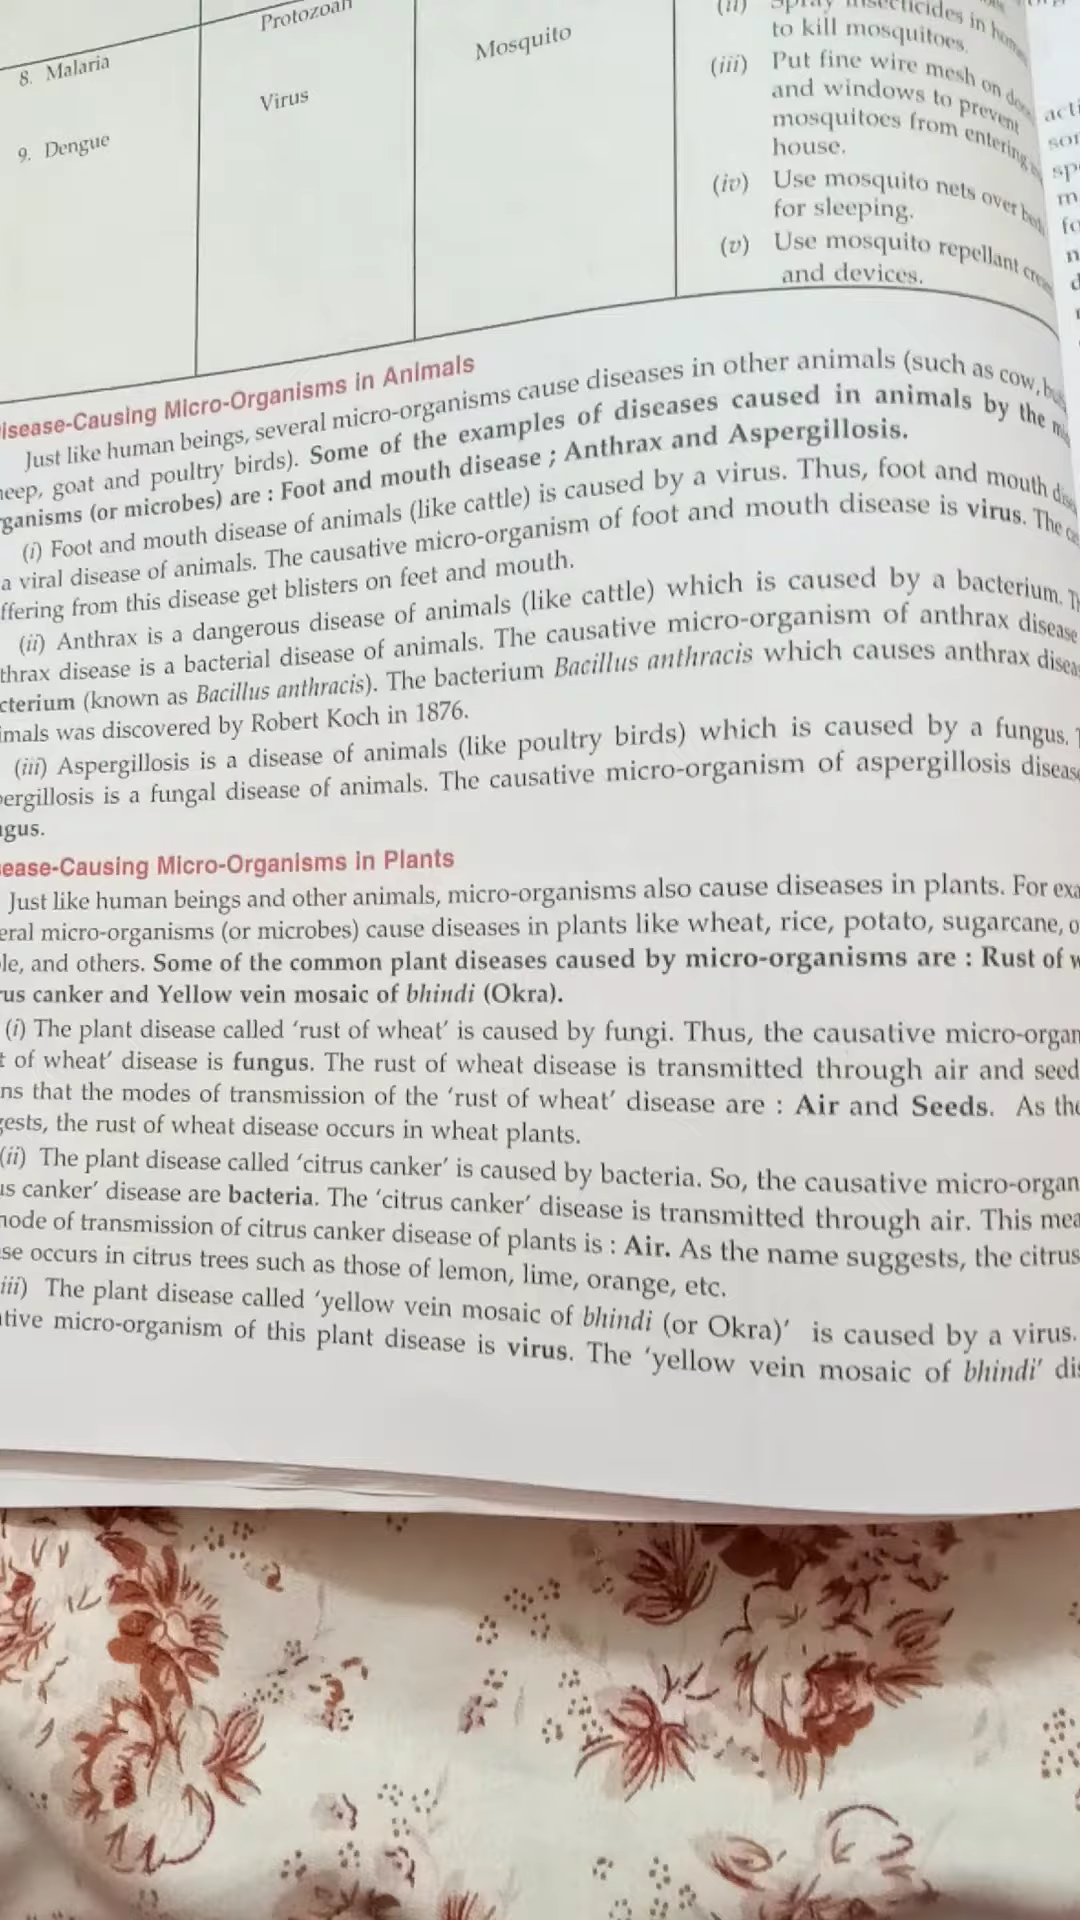 Protozoan
8. Malaria
Mosquito
Virus
9. Dengue
(ii) Spray insecticides in
to kill mosquitoes.
(iii) Put fine wire mesh on
and windows to prevent
mosquitoes from entering
house.
(iv) Use mosquito nets over
for sleeping.
(v) Use mosquito repellant
and devices.
isease-Causing Micro-Organisms in Animals
Just like human beings, several micro-organisms cause diseases in other animals (such as cow,
eep, goat and poultry birds). Some of the examples of diseases caused in animals by the
ganisms (or microbes) are : Foot and mouth disease ; Anthrax and Aspergillosis.
(i) Foot and mouth disease of animals (like cattle) is caused by a virus. Thus, foot and mouth
a viral disease of animals. The causative micro-organism of foot and mouth disease is virus. The
ffering from this disease get blisters on feet and mouth.
(ii) Anthrax is a dangerous disease of animals (like cattle) which is caused by a bacterium.
thrax disease is a bacterial disease of animals. The causative micro-organism of anthrax disease
cterium (known as Bacillus anthracis). The bacterium Bacillus anthracis which causes anthrax disea
imals was discovered by Robert Koch in 1876.
(iii) Aspergillosis is a disease of animals (like poultry birds) which is caused by a fungus.
pergillosis is a fungal disease of animals. The causative micro-organism of aspergillosis disease
gus.
ease-Causing Micro-Organisms in Plants
Just like human beings and other animals, micro-organisms also cause diseases in plants. For exa
eral micro-organisms (or microbes) cause diseases in plants like wheat, rice, potato, sugarcane, o
le, and others. Some of the common plant diseases caused by micro-organisms are : Rust of w
rus canker and Yellow vein mosaic of bhindi (Okra).
(i) The plant disease called ‘rust of wheat’ is caused by fungi. Thus, the causative micro-organ
t of wheat’ disease is fungus. The rust of wheat disease is transmitted through air and seed
ns that the modes of transmission of the ‘rust of wheat’ disease are : Air and Seeds. As the
gests, the rust of wheat disease occurs in wheat plants.
(ii) The plant disease called ‘citrus canker’ is caused by bacteria. So, the causative micro-organ
us canker’ disease are bacteria. The ‘citrus canker’ disease is transmitted through air. This mea
node of transmission of citrus canker disease of plants is : Air. As the name suggests, the citrus
se occurs in citrus trees such as those of lemon, lime, orange, etc.
iii) The plant disease called ‘yellow vein mosaic of bhindi (or Okra)’ is caused by a virus.
ative micro-organism of this plant disease is virus. The ‘yellow vein mosaic of bhindi’ dis